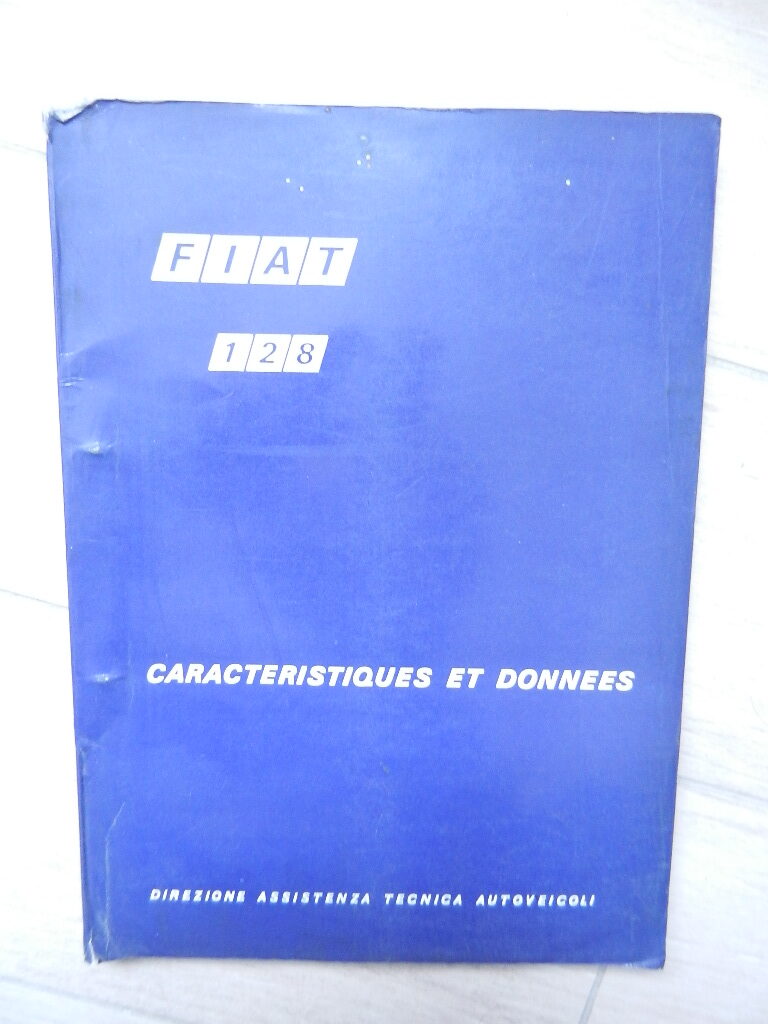 FIAT
128
CARACTERISTIQUES ET DONNEES
DIREZIONE ASSISTENZA TECNICA AUTOVEICOLI